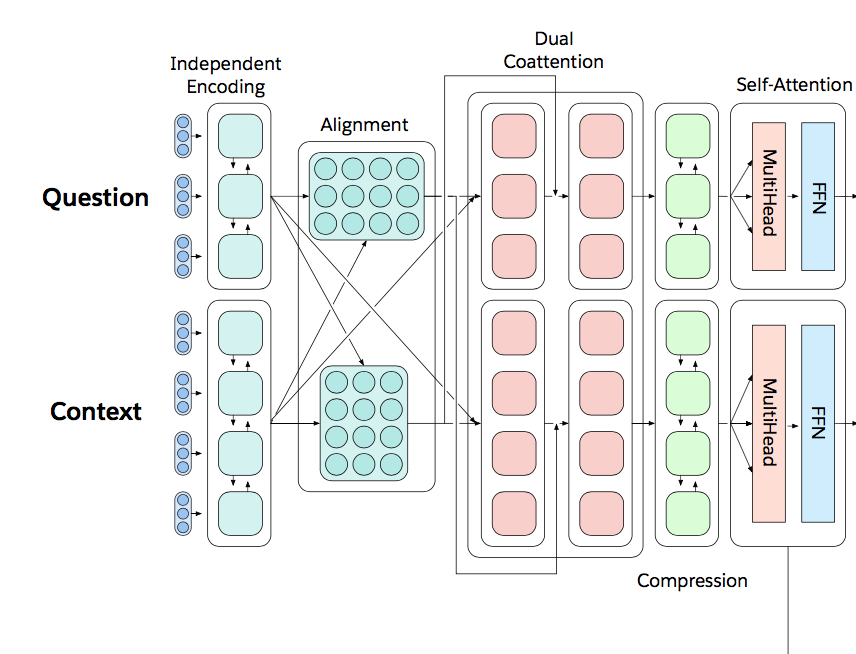 Dual
Coattention
Independent
Encoding
Self-Attention
Alignment
Question
MultiHead
FFN
Context
MultiHead
FFN
Compression